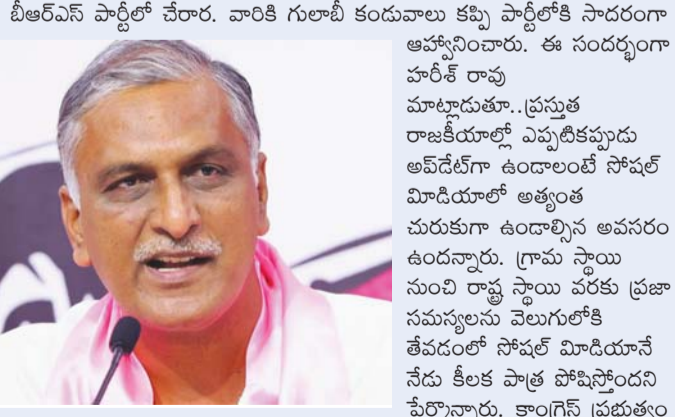 బీఆర్ఎస్ పార్టీలో చేరార. వారికి గులాబీ కండువాలు కప్పి పార్టీలోకి సాదరంగా
ఆహ్వానించారు. ఈ సందర్భంగా
హరీశ్ రావు
మాట్లాడుతూ..ప్రస్తుత
రాజకీయాల్లో ఎప్పటికప్పుడు
అప్‌డేట్‌గా ఉండాలంటే సోషల్
మీడియాలో అత్యంత
చురుకుగా ఉండాల్సిన అవసరం
ఉందన్నారు. గ్రామ స్థాయి
నుంచి రాష్ట్ర స్థాయి వరకు ప్రజా
సమస్యలను వెలుగులోకి
తేవడంలో సోషల్ మీడియానే
నేడు కీలక పాత్ర పోషిస్తోందని
పేర్కొన్నారు. కాంగ్రెస్ ప్రభుత్వం